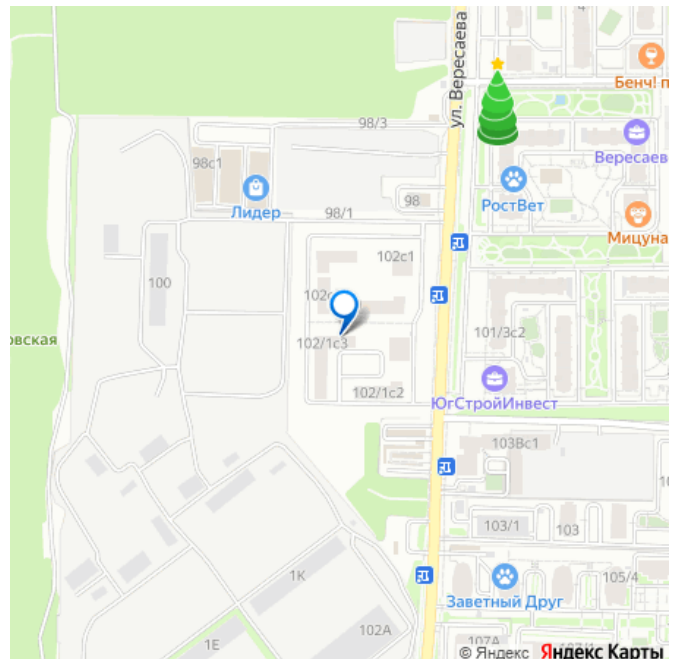 ул. Вересаева
Бенч! п
98/3
Вересаев
98с1
98
РостВет
Лидер
98/1
Мицуна
102с1
100
102с
101/3с2
овская
102/1с3
102/1с2
ЮгСтройИнвест
103Вс1
103/1
103
1К
105/4
Заветный Друг
102А
1Е
107А
© Яндекс
Яндекс Карты